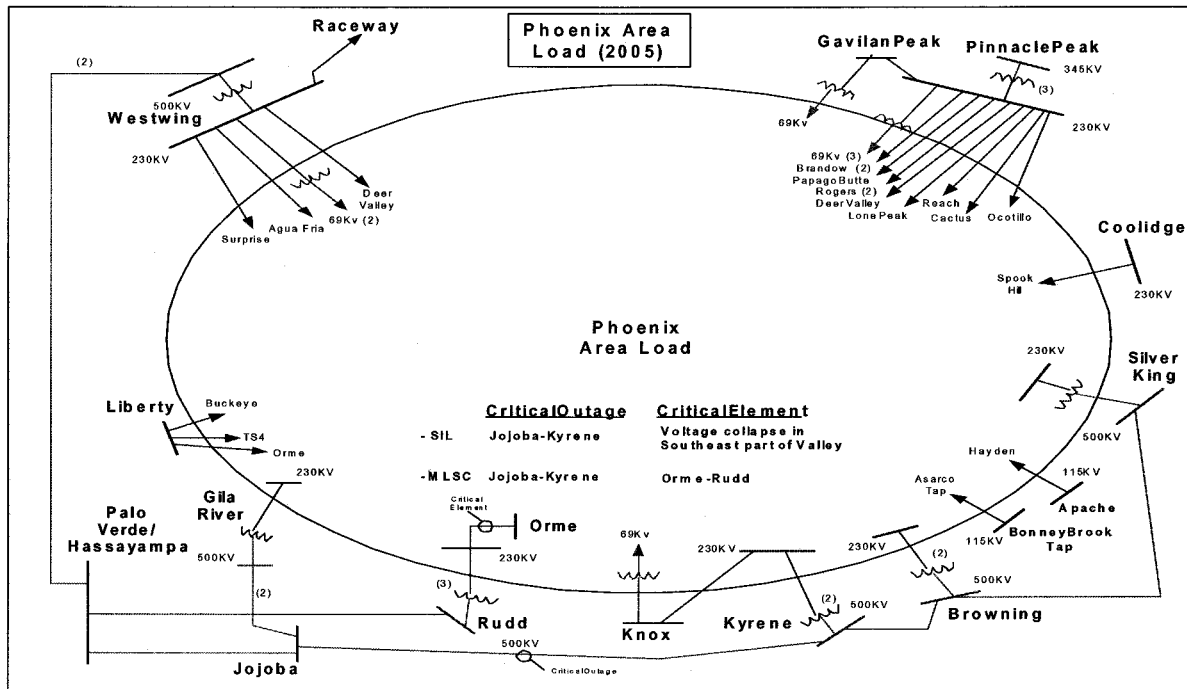 Phoenix Area
Load (2005)
Raceway
(2)
500KV
Westwing
230KV
Surprise
Agua Fria
69Kv (2)
Deer
Valley
GavilanPeak
PinnaclePeak
345KV
(3)
230KV
69Kv
69Kv (3)
Brandow (2)
PapagoButte
Rogers (2)
DeerValley
LonePeak
Reach
Cactus
Ocotillo
Coolidge
Spook
Hill
230KV
Phoenix
Area Load
230KV
Silver
King
500KV
Liberty
Buckeye
TS4
Orme
CriticalOutage
CriticalElement
- SIL
Jojoba-Kyrene
Voltage collapse in
Southeast part of Valley
-MLSC
Jojoba-Kyrene
Orme-Rudd
Hayden
115KV
Apache
Asarco
Tap
115KV
BonneyBrook
Tap
230KV
Gila
River
500KV
(2)
Palo
Verde/
Hassayampa
Critical
Element
Orme
230KV
(3)
Rudd
69Kv
230KV
Knox
(2)
500KV
Kyrene
230KV
(2)
500KV
Browning
Jojoba
500KV
CriticalOutage